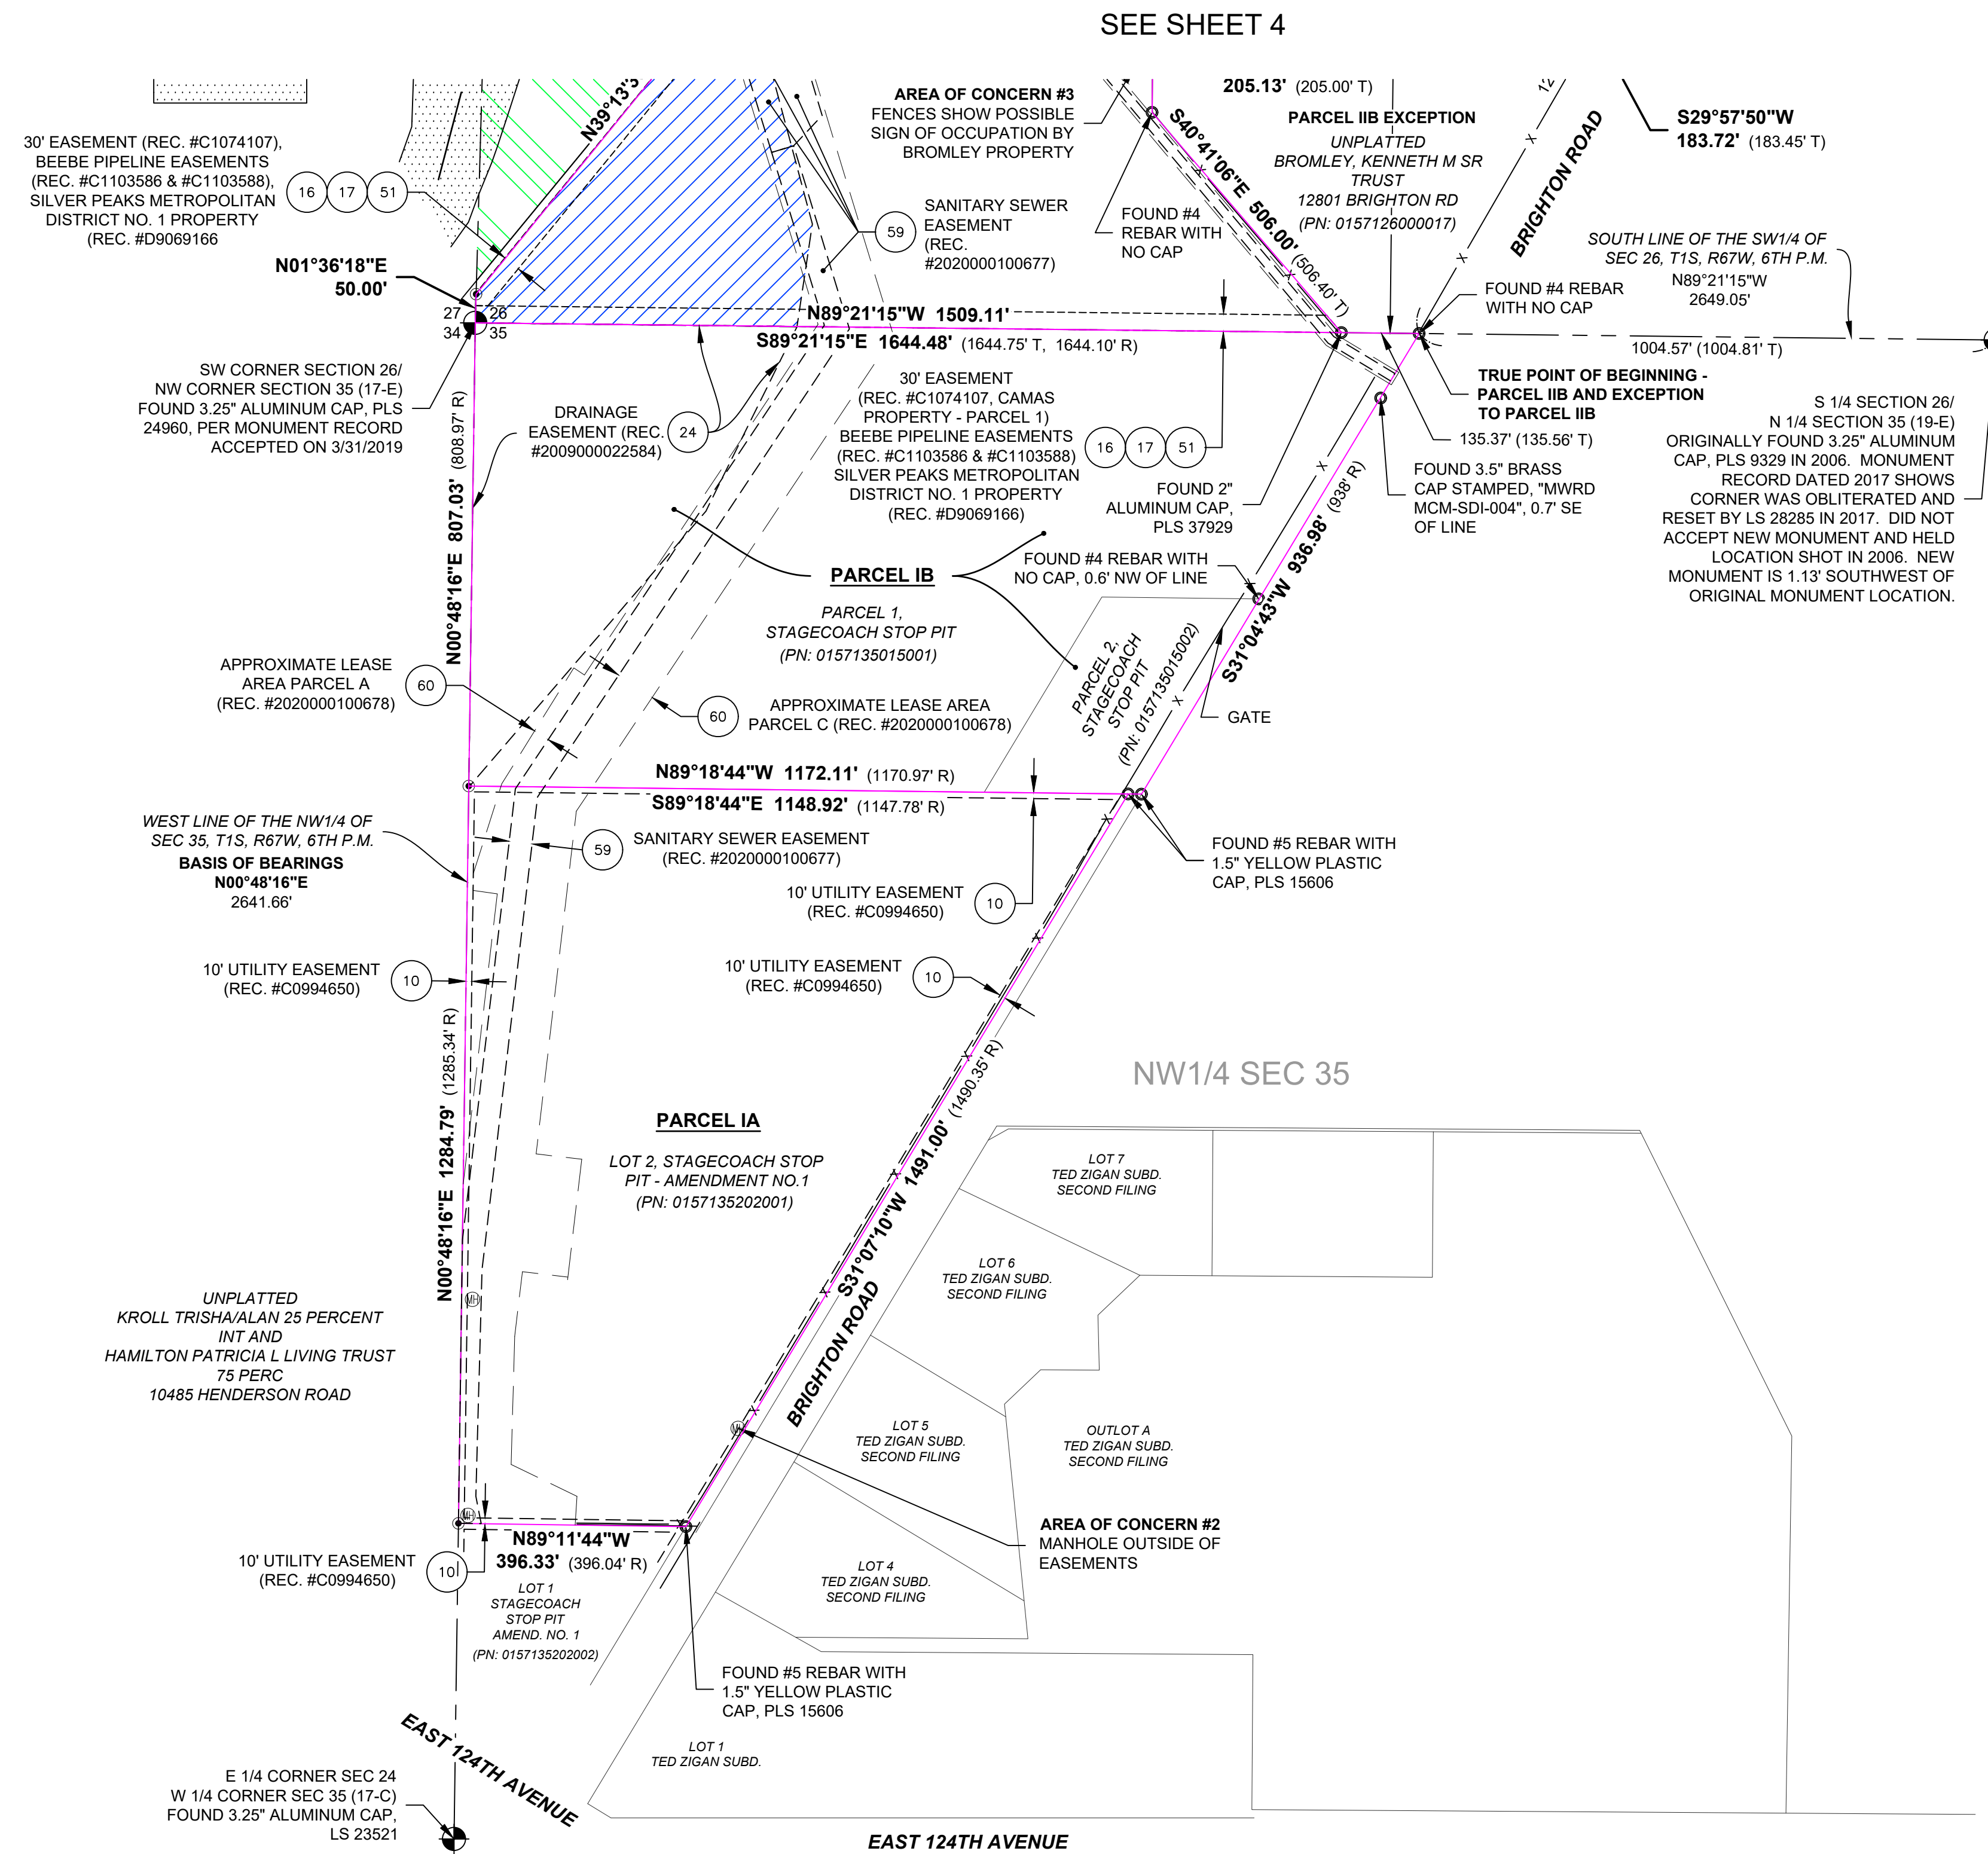 SEE SHEET 4
30' EASEMENT (REC. #C1074107),
BEEBE PIPELINE EASEMENTS
(REC. #C1103586 & #C1103588),
SILVER PEAKS METROPOLITAN
DISTRICT NO. 1 PROPERTY
(REC. #D9069166
16 17 51
N39°13'5
AREA OF CONCERN #3
FENCES SHOW POSSIBLE
SIGN OF OCCUPATION BY
BROMLEY PROPERTY
205.13' (205.00' T)
PARCEL IIB EXCEPTION
UNPLATTED
BROMLEY, KENNETH M SR
TRUST
12801 BRIGHTON RD
(PN: 0157126000017)
12
BRIGHTON ROAD
S29°57'50"W
183.72' (183.45' T)
59
SANITARY SEWER
EASEMENT
(REC.
#2020000100677)
FOUND #4
REBAR WITH
NO CAP
S40°41'06"E 506.00' (506.40' T)
SOUTH LINE OF THE SW1/4 OF
SEC 26, T1S, R67W, 6TH P.M.
N89°21'15"W
2649.05'
FOUND #4 REBAR
WITH NO CAP
N01°36'18"E
50.00'
27 26
34 35
N89°21'15"W 1509.11'
S89°21'15"E 1644.48' (1644.75' T, 1644.10' R)
1004.57' (1004.81' T)
SW CORNER SECTION 26/
NW CORNER SECTION 35 (17-E)
FOUND 3.25" ALUMINUM CAP, PLS
24960, PER MONUMENT RECORD
ACCEPTED ON 3/31/2019
DRAINAGE
EASEMENT (REC.
#2009000022584)
24
30' EASEMENT
(REC. #C1074107, CAMAS
PROPERTY - PARCEL 1)
BEEBE PIPELINE EASEMENTS
(REC. #C1103586 & #C1103588)
SILVER PEAKS METROPOLITAN
DISTRICT NO. 1 PROPERTY
(REC. #D9069166)
16 17 51
TRUE POINT OF BEGINNING -
PARCEL IIB AND EXCEPTION
TO PARCEL IIB
135.37' (135.56' T)
S 1/4 SECTION 26/
N 1/4 SECTION 35 (19-E)
ORIGINALLY FOUND 3.25" ALUMINUM
CAP, PLS 9329 IN 2006. MONUMENT
RECORD DATED 2017 SHOWS
CORNER WAS OBLITERATED AND
RESET BY LS 28285 IN 2017. DID NOT
ACCEPT NEW MONUMENT AND HELD
LOCATION SHOT IN 2006. NEW
MONUMENT IS 1.13' SOUTHWEST OF
ORIGINAL MONUMENT LOCATION.
FOUND 2"
ALUMINUM CAP,
PLS 37929
FOUND 3.5" BRASS
CAP STAMPED, "MWRD
MCM-SDI-004", 0.7' SE
OF LINE
N00°48'16"E 807.03' (808.97' R)
FOUND #4 REBAR WITH
NO CAP, 0.6' NW OF LINE
S31°04'43"W 936.98' (938' R)
PARCEL IB
PARCEL 1,
STAGECOACH STOP PIT
(PN: 0157135015001)
PARCEL 2,
STAGECOACH
STOP PIT
(PN: 0157135015002)
GATE
APPROXIMATE LEASE
AREA PARCEL A
(REC. #2020000100678)
60
60
APPROXIMATE LEASE AREA
PARCEL C (REC. #2020000100678)
N89°18'44"W 1172.11' (1170.97' R)
S89°18'44"E 1148.92' (1147.78' R)
WEST LINE OF THE NW1/4 OF
SEC 35, T1S, R67W, 6TH P.M.
BASIS OF BEARINGS
N00°48'16"E
2641.66'
59
SANITARY SEWER EASEMENT
(REC. #2020000100677)
FOUND #5 REBAR WITH
1.5" YELLOW PLASTIC
CAP, PLS 15606
10' UTILITY EASEMENT
(REC. #C0994650)
10
10' UTILITY EASEMENT
(REC. #C0994650)
10
10' UTILITY EASEMENT
(REC. #C0994650)
10
N00°48'16"E 1284.79' (1285.34' R)
NW1/4 SEC 35
PARCEL IA
LOT 2, STAGECOACH STOP
PIT - AMENDMENT NO.1
(PN: 0157135202001)
S31°07'10"W 1491.00' (1490.35' R)
BRIGHTON ROAD
LOT 7
TED ZIGAN SUBD.
SECOND FILING
LOT 6
TED ZIGAN SUBD.
SECOND FILING
UNPLATTED
KROLL TRISHA/ALAN 25 PERCENT
INT AND
HAMILTON PATRICIA L LIVING TRUST
75 PERC
10485 HENDERSON ROAD
MH
LOT 5
TED ZIGAN SUBD.
SECOND FILING
OUTLOT A
TED ZIGAN SUBD.
SECOND FILING
MH
N89°11'44"W
396.33' (396.04' R)
AREA OF CONCERN #2
MANHOLE OUTSIDE OF
EASEMENTS
10' UTILITY EASEMENT
(REC. #C0994650)
10
LOT 4
TED ZIGAN SUBD.
SECOND FILING
LOT 1
STAGECOACH
STOP PIT
AMEND. NO. 1
(PN: 0157135202002)
FOUND #5 REBAR WITH
1.5" YELLOW PLASTIC
CAP, PLS 15606
EAST 124TH AVENUE
LOT 1
TED ZIGAN SUBD.
E 1/4 CORNER SEC 24
W 1/4 CORNER SEC 35 (17-C)
FOUND 3.25" ALUMINUM CAP,
LS 23521
EAST 124TH AVENUE